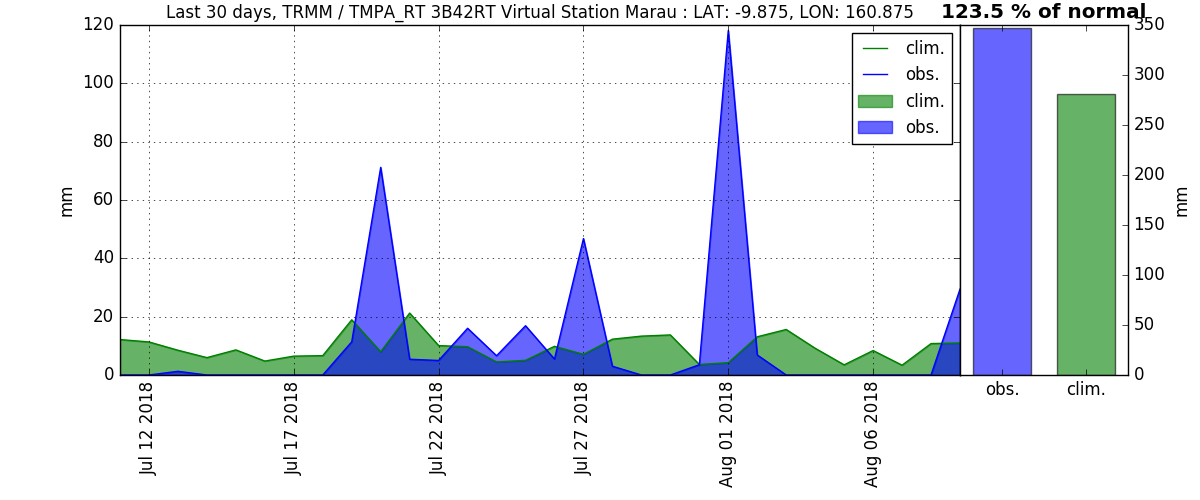 Last 30 days, TRMM / TMPA_RT 3B42RT Virtual Station Marau : LAT: -9.875, LON: 160.875
123.5 % of normal
120
100
80
60
40
20
0
mm
clim.
obs.
clim.
obs.
350
300
250
200
150
100
50
0
mm
Jul 12 2018
Jul 17 2018
Jul 22 2018
Jul 27 2018
Aug 01 2018
Aug 06 2018
obs.
clim.